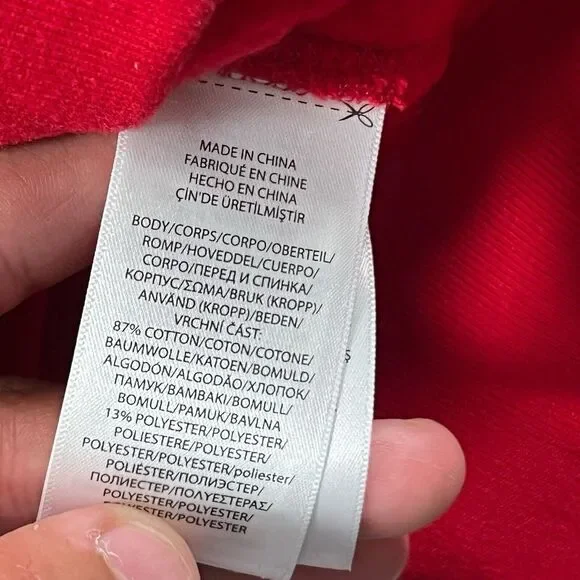 MADE IN CHINA
FABRIQUÉ EN CHINE
HECHO EN CHINA
ÇİN'DE ÜRETİLMİŞTİR
BODY/CORPS/CORPO/OBERTEIL/
ROMP/HOVEDDEL/CUERPO/
CORPO/ПЕРЕД И СПИНКА/
КОРПУС/ΣΩΜΑ/BRUK (KROPP)/
ANVÄND (KROPP)/BEDEN/
VRCHNÍ ČÁST:
87% COTTON/COTON/COTONE/
BAUMWOLLE/KATOEN/BOMULD/
ALGODÓN/ALGODÃO/ХЛОПОК/
ПАМУК/ΒΑΜΒΑΚΙ/BOMULL/
BOMULL/PAMUK/BAVLNA
13% POLYESTER/POLYESTER/
POLIESTERE/POLYESTER/
POLYESTER/POLYESTER/poliester/
POLIÉSTER/ПОЛИЭСТЕР/
ПОЛИЕСТЕР/ΠΟΛΥΕΣΤΕΡΑΣ/
POLYESTER/POLYESTER/
POLYESTER/POLYESTER
S